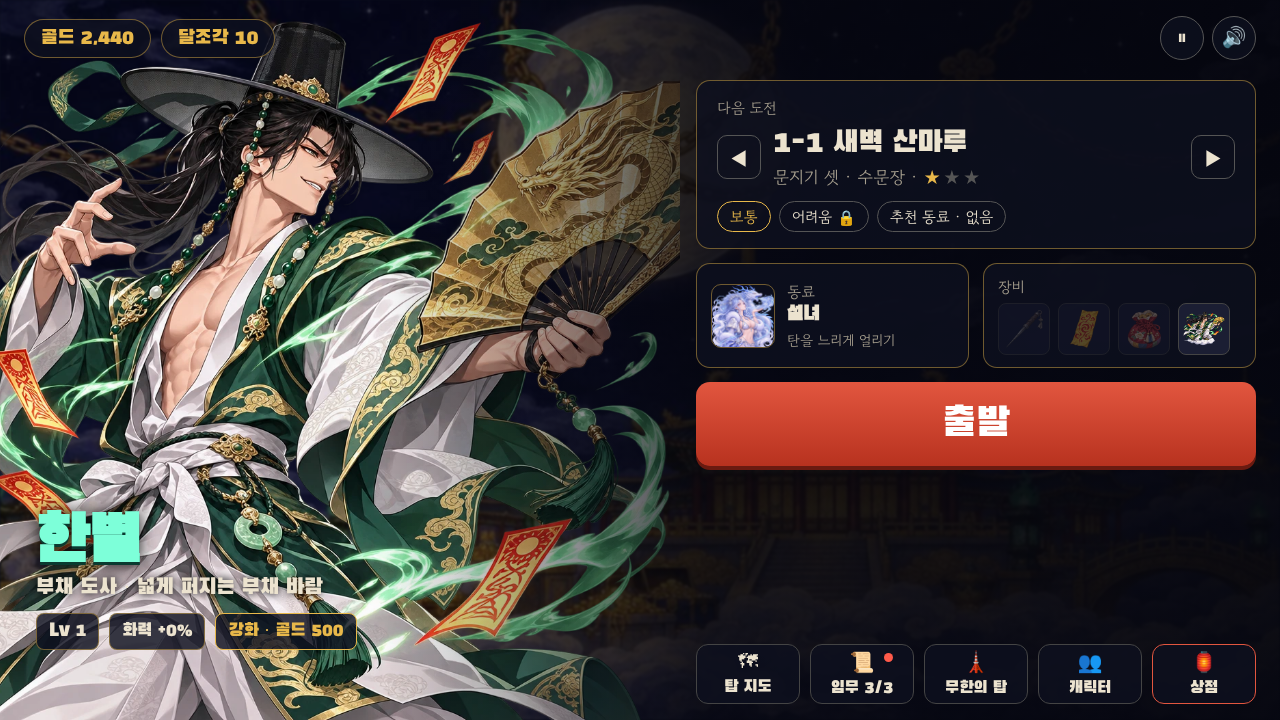 골드 2,440
달조각 10
다음 도전
1-1 새벽 산마루
문지기 셋 · 수문장 · ★★★
보통
어려움 🔒
추천 동료 · 없음
동료
설녀
탄을 느리게 얼리기
장비
출발
한범
부채 도사 · 넓게 퍼지는 부채 바람
LV 1
화력 +0%
강화 · 골드 500
탑 지도
임무 3/3
무한의 탑
캐릭터
상점